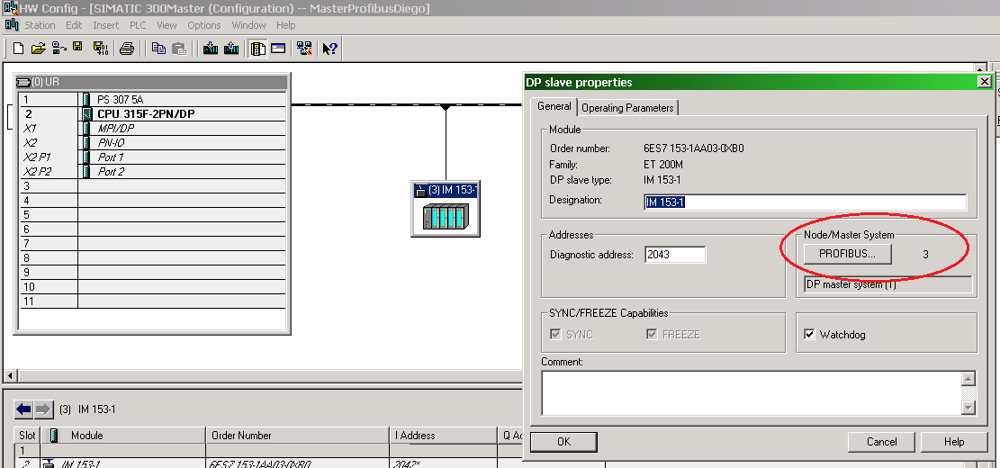 HW Config - [SIMATIC 300Master (Configuration) -- MasterProfibusDiego]
Station Edit Insert PLC View Options Window Help
(0) UR
1 PS 307 5A
2 CPU 315F-2PN/DP
X1 MPI/DP
X2 PN-IO
X2 P1 Port 1
X2 P2 Port 2
3
4
5
6
7
8
9
10
11
(3) IM 153-1
DP slave properties
General Operating Parameters
Module
Order number: 6ES7 153-1AA03-0XB0
Family: ET 200M
DP slave type: IM 153-1
Designation: IM 153-1
Addresses
Diagnostic address: 2043
Node/Master System
PROFIBUS... 3
DP master system (1)
SYNC/FREEZE Capabilities
SYNC FREEZE
Watchdog
Comment:
OK Cancel Help
(3) IM 153-1
Slot Module Order Number I Address Q A
1
2 IM 153-1 6ES7 153-1AA03-0XB0 2042*